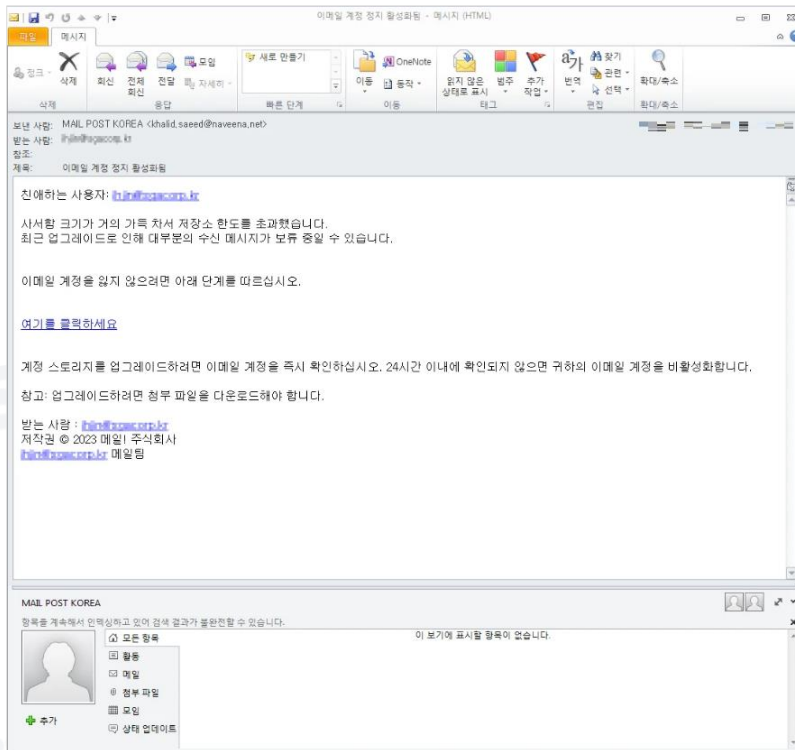 이메일 계정 정지 활성화됨 - 메시지 (HTML)
파일 메시지
정크
삭제
회신
전체 회신
전달
모임
자세히
새로 만들기
이동
OneNote
동작
읽지 않은 상태로 표시
범주
추가 작업
번역
찾기
관련
선택
확대/축소
삭제 응답 빠른 단계 이동 태그 편집 확대/축소
보낸 사람: MAIL POST KOREA <khalid.saeed@naveena.net>
받는 사람:
참조:
제목: 이메일 계정 정지 활성화됨
친애하는 사용자:
사서함 크기가 거의 가득 차서 저장소 한도를 초과했습니다.
최근 업그레이드로 인해 대부분의 수신 메시지가 보류 중일 수 있습니다.
이메일 계정을 잃지 않으려면 아래 단계를 따르십시오.
여기를 클릭하세요
계정 스토리지를 업그레이드하려면 이메일 계정을 즉시 확인하십시오. 24시간 이내에 확인되지 않으면 귀하의 이메일 계정을 비활성화합니다.
참고: 업그레이드하려면 첨부 파일을 다운로드해야 합니다.
받는 사람 :
저작권 © 2023 메일! 주식회사
메일팀
MAIL POST KOREA
항목을 계속해서 인덱싱하고 있어 검색 결과가 불완전할 수 있습니다.
모든 항목
이 보기에 표시할 항목이 없습니다.
활동
메일
첨부 파일
모임
상태 업데이트
추가